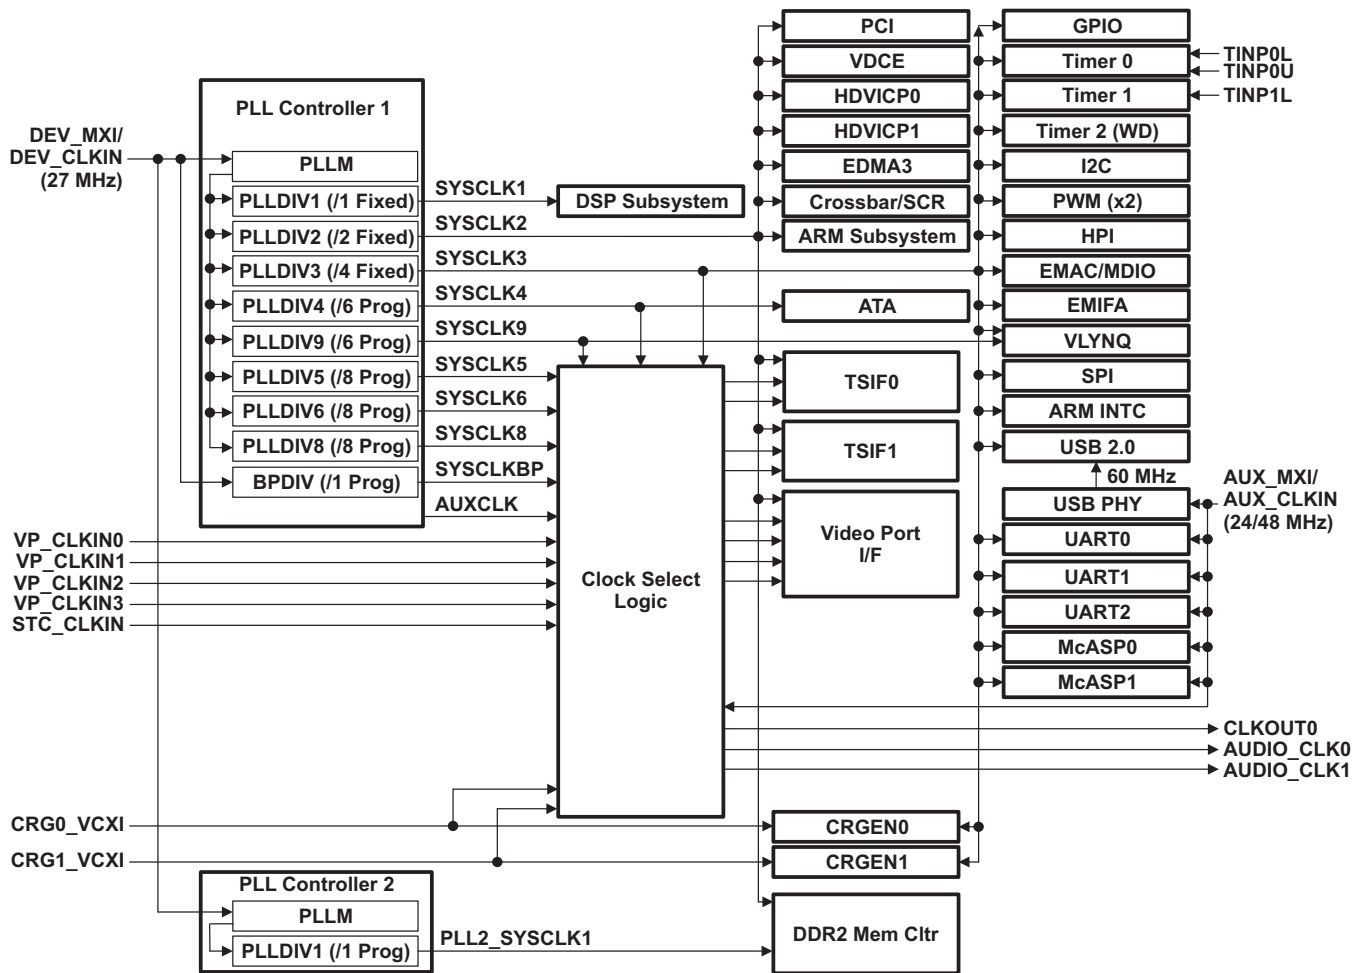 PLL Controller 1
DEV_MXI/
DEV_CLKIN
(27 MHz)
PLLM
PLLDIV1 (/1 Fixed)
PLLDIV2 (/2 Fixed)
PLLDIV3 (/4 Fixed)
PLLDIV4 (/6 Prog)
PLLDIV9 (/6 Prog)
PLLDIV5 (/8 Prog)
PLLDIV6 (/8 Prog)
PLLDIV8 (/8 Prog)
BPDIV (/1 Prog)
SYSCLK1
SYSCLK2
SYSCLK3
SYSCLK4
SYSCLK9
SYSCLK5
SYSCLK6
SYSCLK8
SYSCLKBP
AUXCLK
DSP Subsystem
VP_CLKIN0
VP_CLKIN1
VP_CLKIN2
VP_CLKIN3
STC_CLKIN
Clock Select
Logic
PCI
VDCE
HDVICP0
HDVICP1
EDMA3
Crossbar/SCR
ARM Subsystem
ATA
TSIF0
TSIF1
Video Port
I/F
GPIO
Timer 0
Timer 1
Timer 2 (WD)
I2C
PWM (x2)
HPI
EMAC/MDIO
EMIFA
VLYNQ
SPI
ARM INTC
USB 2.0
60 MHz
USB PHY
UART0
UART1
UART2
McASP0
McASP1
TINP0L
TINP0U
TINP1L
AUX_MXI/
AUX_CLKIN
(24/48 MHz)
CLKOUT0
AUDIO_CLK0
AUDIO_CLK1
CRG0_VCXI
CRG1_VCXI
CRGEN0
CRGEN1
PLL Controller 2
PLLM
PLLDIV1 (/1 Prog)
PLL2_SYSCLK1
DDR2 Mem Cltr